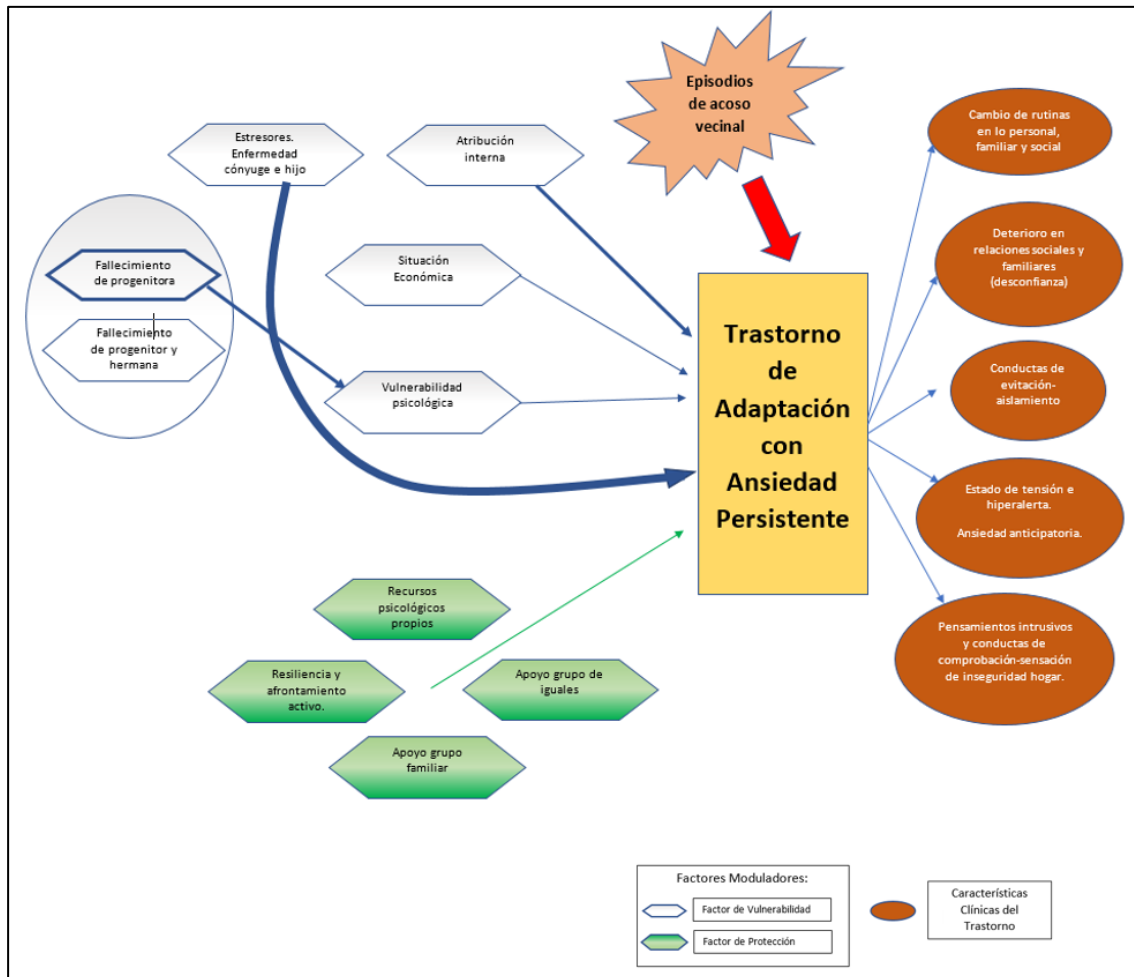 Episodios
de acoso
vecinal
Estresores.
Enfermedad
cónyuge e hijo
Atribución
interna
Cambio de rutinas
en lo personal,
familiar y social
Fallecimiento
de progenitora
Fallecimiento
de progenitor y
hermana
Situación
Económica
Vulnerabilidad
psicológica
Trastorno
de
Adaptación
con
Ansiedad
Persistente
Deterioro en
relaciones sociales y
familiares
(desconfianza)
Conductas de
evitación-
aislamiento
Estado de tensión e
hiperalerta.
Ansiedad anticipatoria.
Pensamientos intrusivos
y conductas de
comprobación-sensación
de inseguridad hogar.
Recursos
psicológicos
propios
Resiliencia y
afrontamiento
activo.
Apoyo grupo de
iguales
Apoyo grupo
familiar
Factores Moduladores:
Factor de Vulnerabilidad
Factor de Protección
Características
Clínicas del
Trastorno